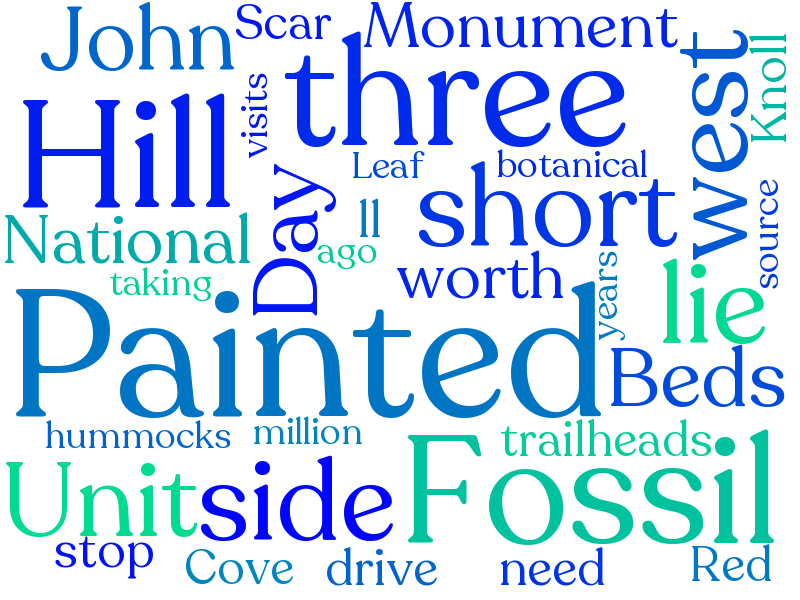 John
Scar
Monument
three
west
Knoll
Hill
visits
Leaf
botanical
Day
ll
short
source
National
ago
taking
worth
years
lie
Painted
Beds
hummocks
million
trailheads
Fossil
Unit
side
stop
Cove
drive
need
Red